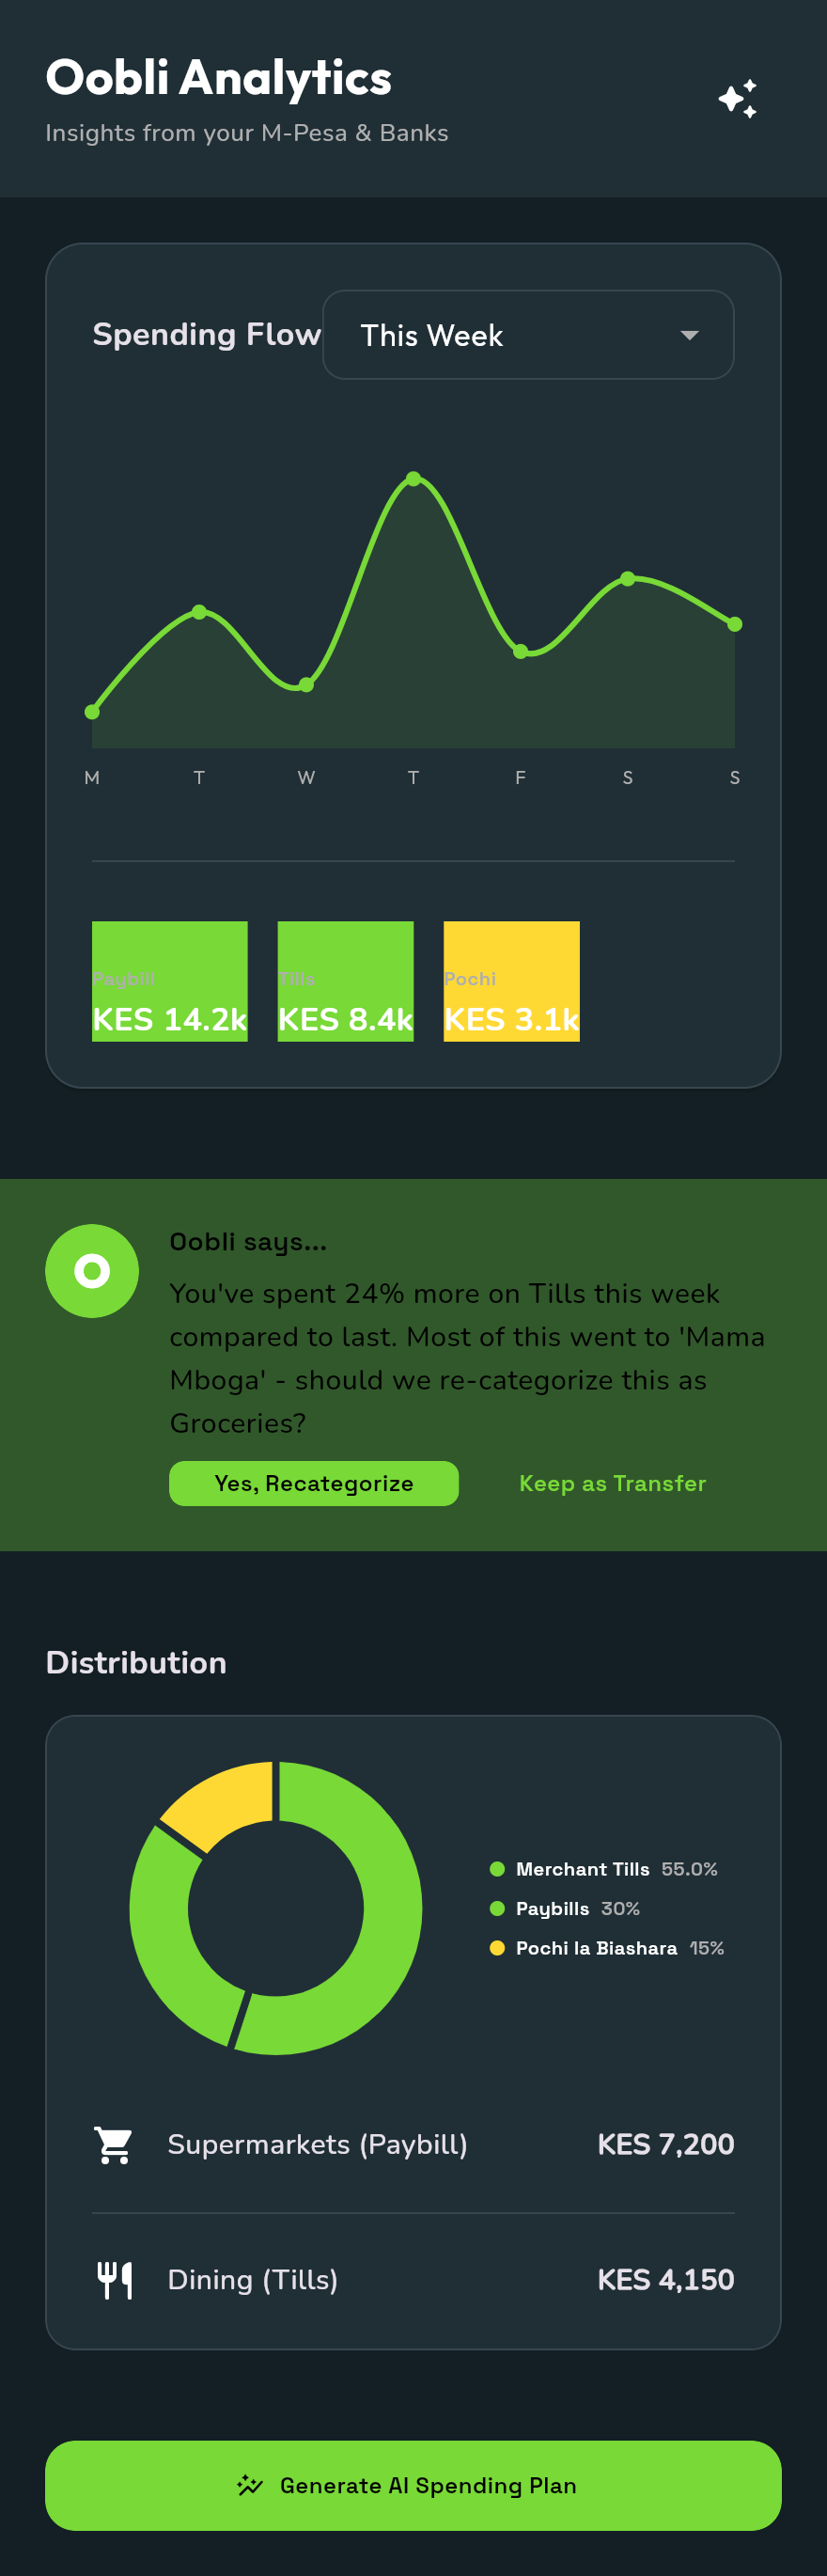 Oobli Analytics
Insights from your M-Pesa & Banks
Spending Flow
This Week
M T W T F S S
Paybill
KES 14.2k
Tills
KES 8.4k
Pochi
KES 3.1k
Oobli says...
You've spent 24% more on Tills this week
compared to last. Most of this went to 'Mama
Mboga' - should we re-categorize this as
Groceries?
Yes, Recategorize
Keep as Transfer
Distribution
Merchant Tills 55.0%
Paybills 30%
Pochi la Biashara 15%
Supermarkets (Paybill) KES 7,200
Dining (Tills) KES 4,150
Generate AI Spending Plan